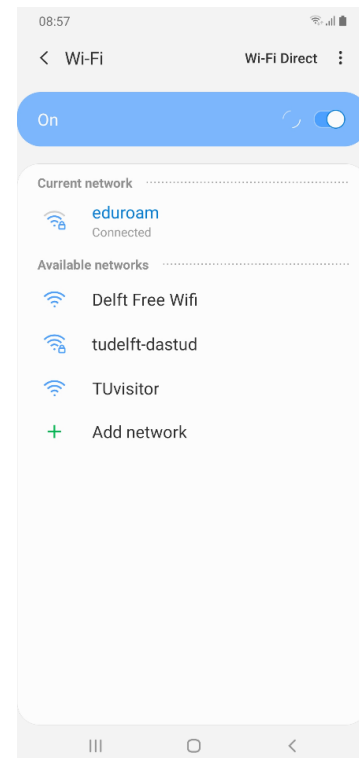 08:57
Wi-Fi Wi-Fi Direct
On
Current network
eduroam
Connected
Available networks
Delft Free Wifi
tudelft-dastud
TUvisitor
Add network